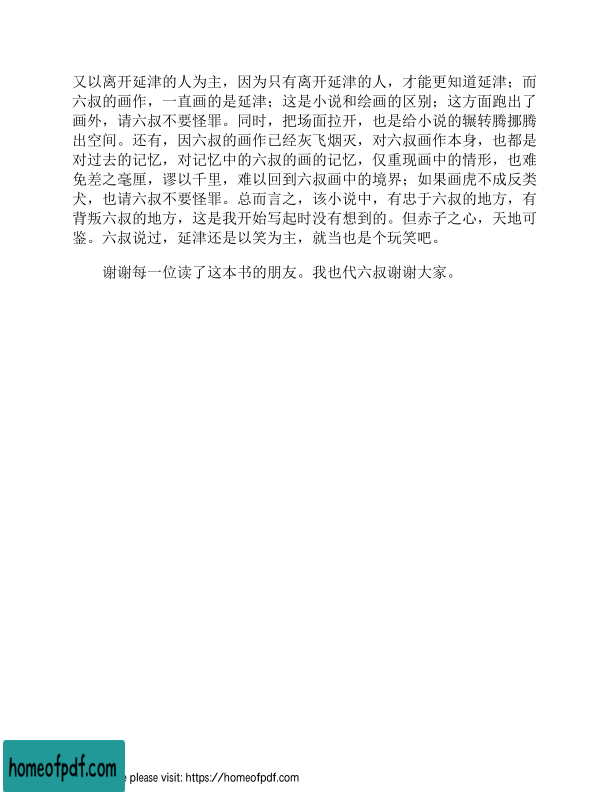 又以离开延津的人为主，因为只有离开延津的人，才能更知道延津；而
六叔的画作，一直画的是延津；这是小说和绘画的区别；这方面跑出了
画外，请六叔不要怪罪。同时，把场面拉开，也是给小说的辗转腾挪腾
出空间。还有，因六叔的画作已经灰飞烟灭，对六叔画作本身，也都是
对过去的记忆，对记忆中的六叔的画的记忆，仅重现画中的情形，也难
免差之毫厘，谬以千里，难以回到六叔画中的境界；如果画虎不成反类
犬，也请六叔不要怪罪。总而言之，该小说中，有忠于六叔的地方，有
背叛六叔的地方，这是我开始写起时没有想到的。但赤子之心，天地可
鉴。六叔说过，延津还是以笑为主，就当也是个玩笑吧。
谢谢每一位读了这本书的朋友。我也代六叔谢谢大家。
homeofpdf.com
e please visit: https://homeofpdf.com